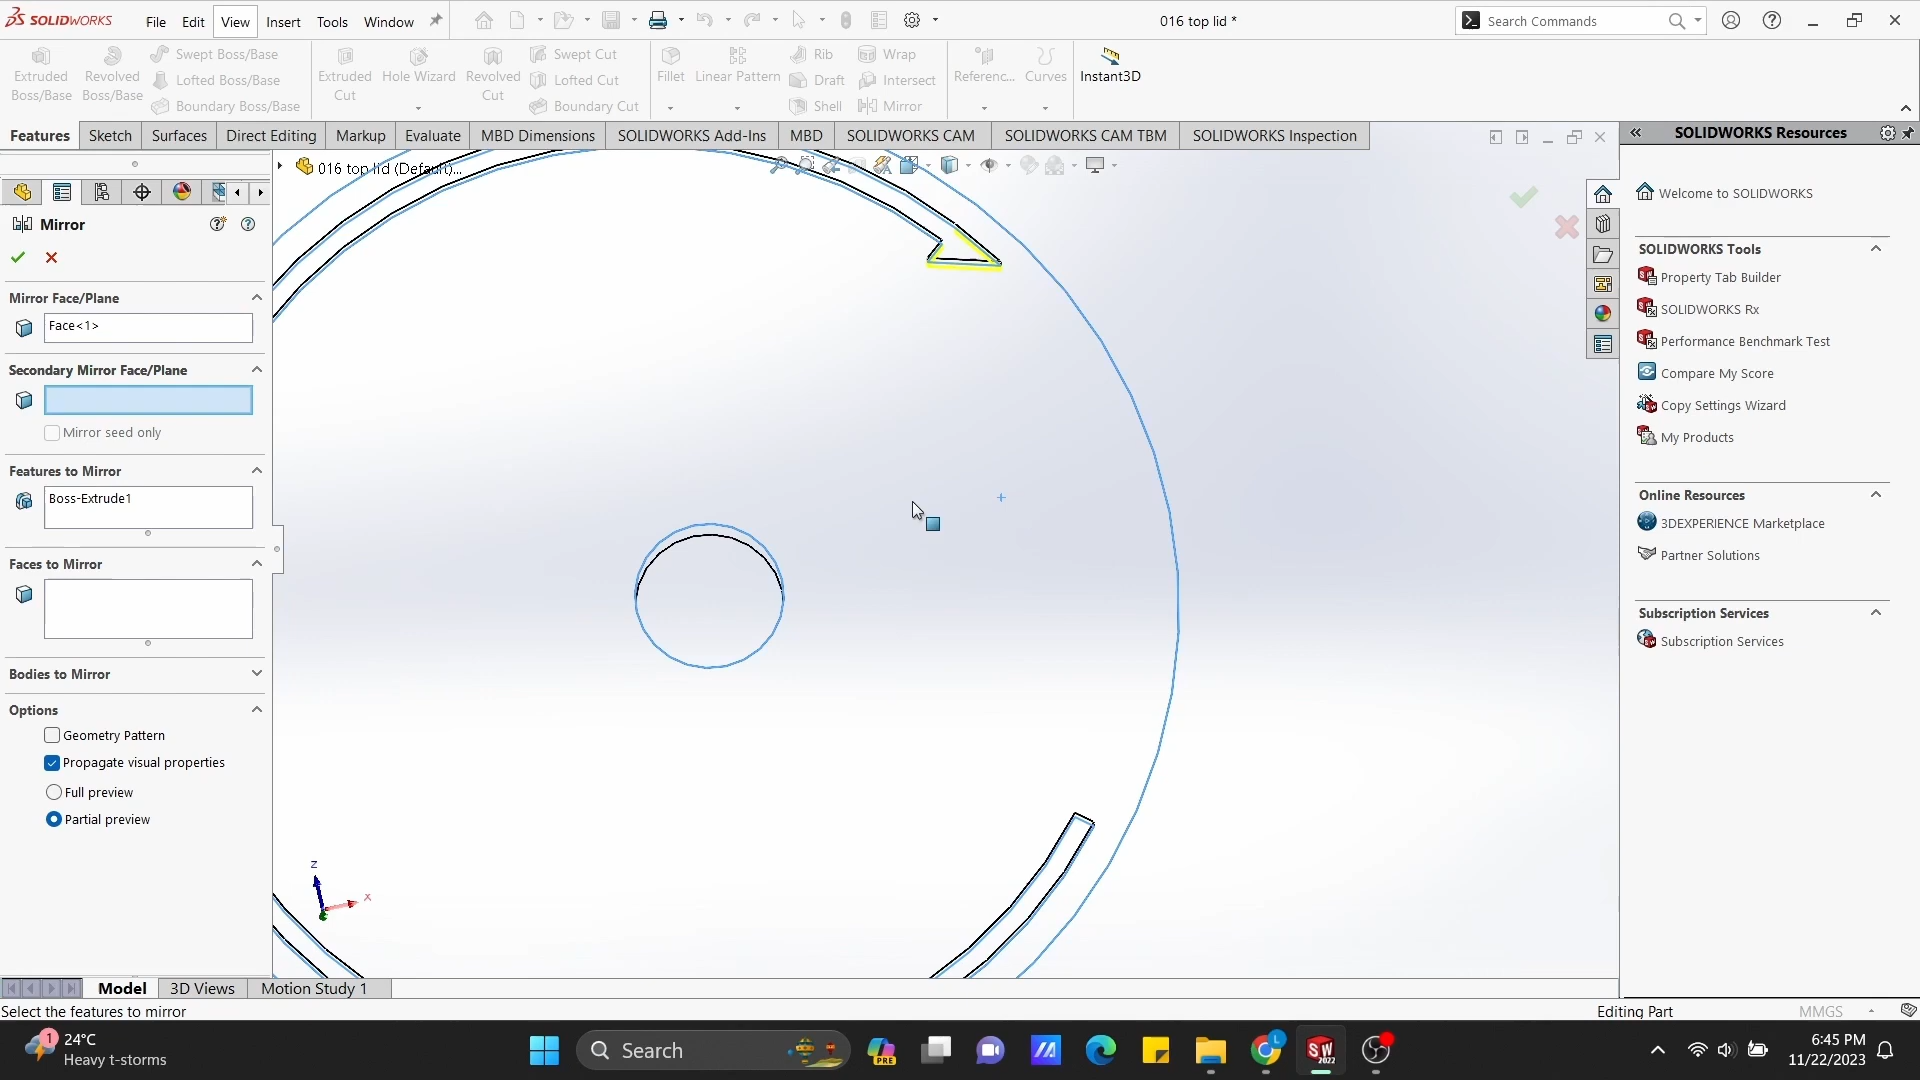 SOLIDWORKS File Edit View Insert Tools Window 016 top lid * Search Commands
Extruded Boss/Base
Revolved Boss/Base
Swept Boss/Base
Lofted Boss/Base
Boundary Boss/Base
Extruded Cut
Hole Wizard
Revolved Cut
Swept Cut
Lofted Cut
Boundary Cut
Fillet
Linear Pattern
Rib
Draft
Shell
Wrap
Intersect
Mirror
Referenc...
Curves
Instant3D
Features Sketch Surfaces Direct Editing Markup Evaluate MBD Dimensions SOLIDWORKS Add-Ins MBD SOLIDWORKS CAM SOLIDWORKS CAM TBM SOLIDWORKS Inspection
016 top lid (Default)...
Mirror
Mirror Face/Plane
Face<1>
Secondary Mirror Face/Plane
Mirror seed only
Features to Mirror
Boss-Extrude1
Faces to Mirror
Bodies to Mirror
Options
Geometry Pattern
Propagate visual properties
Full preview
Partial preview
z
x
SOLIDWORKS Resources
Welcome to SOLIDWORKS
SOLIDWORKS Tools
Property Tab Builder
SOLIDWORKS Rx
Performance Benchmark Test
Compare My Score
Copy Settings Wizard
My Products
Online Resources
3DEXPERIENCE Marketplace
Partner Solutions
Subscription Services
Subscription Services
Model 3D Views Motion Study 1
Select the features to mirror Editing Part MMGS
1
24°C
Heavy t-storms
Search
PRE
L
SW
2022
6:45 PM
11/22/2023